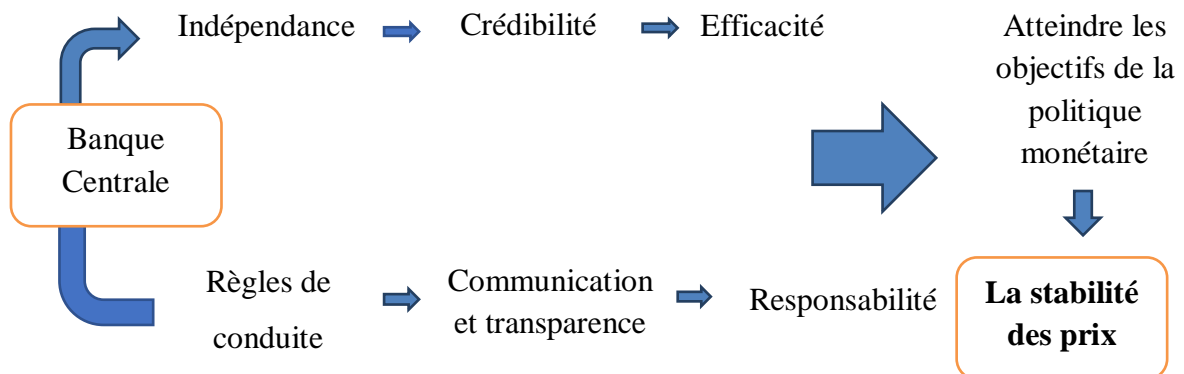 Indépendance
Crédibilité
Efficacité
Atteindre les
objectifs de la
politique
monétaire
Banque
Centrale
Règles de
conduite
Communication
et transparence
Responsabilité
La stabilité
des prix